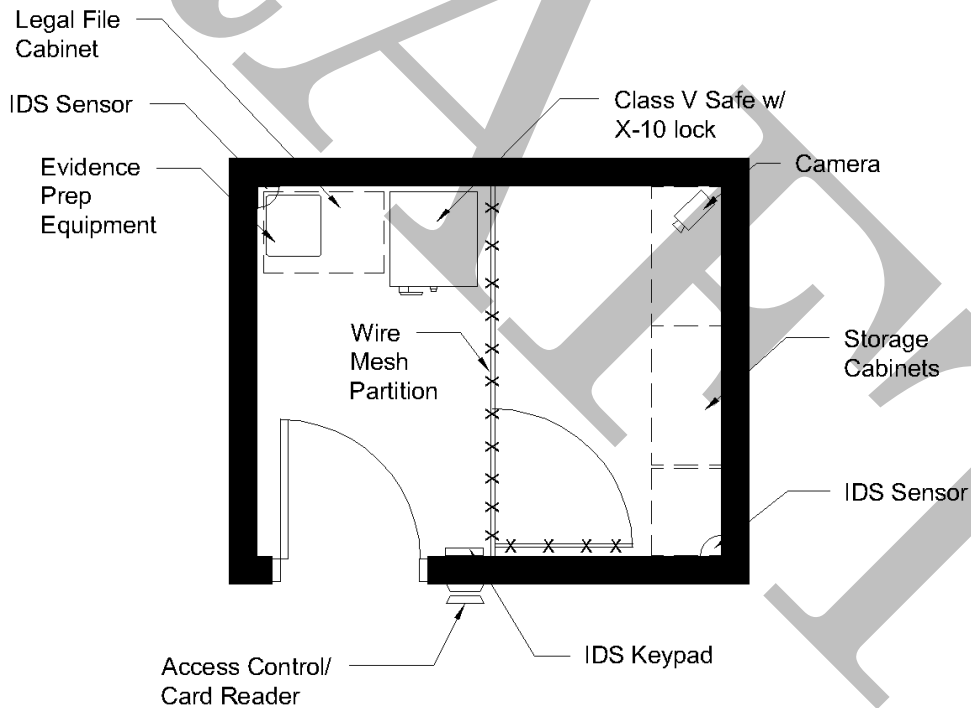 Legal File
Cabinet
IDS Sensor
Evidence
Prep
Equipment
Class V Safe w/
X-10 lock
Camera
Wire
Mesh
Partition
Storage
Cabinets
IDS Sensor
IDS Keypad
Access Control/
Card Reader